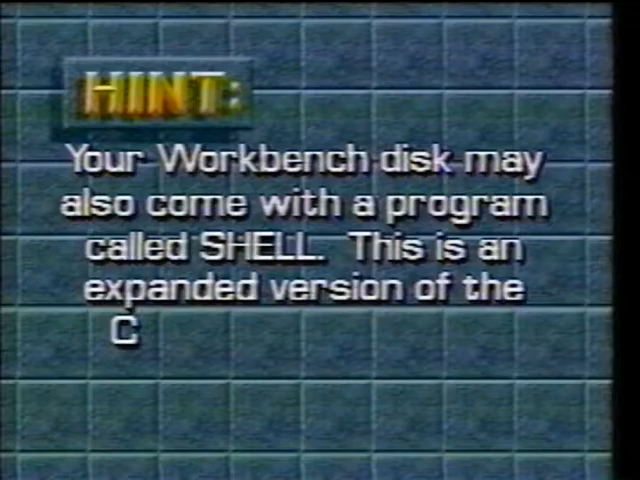 HINT:
Your Workbench disk may
also come with a program
called SHELL. This is an
expanded version of the
C